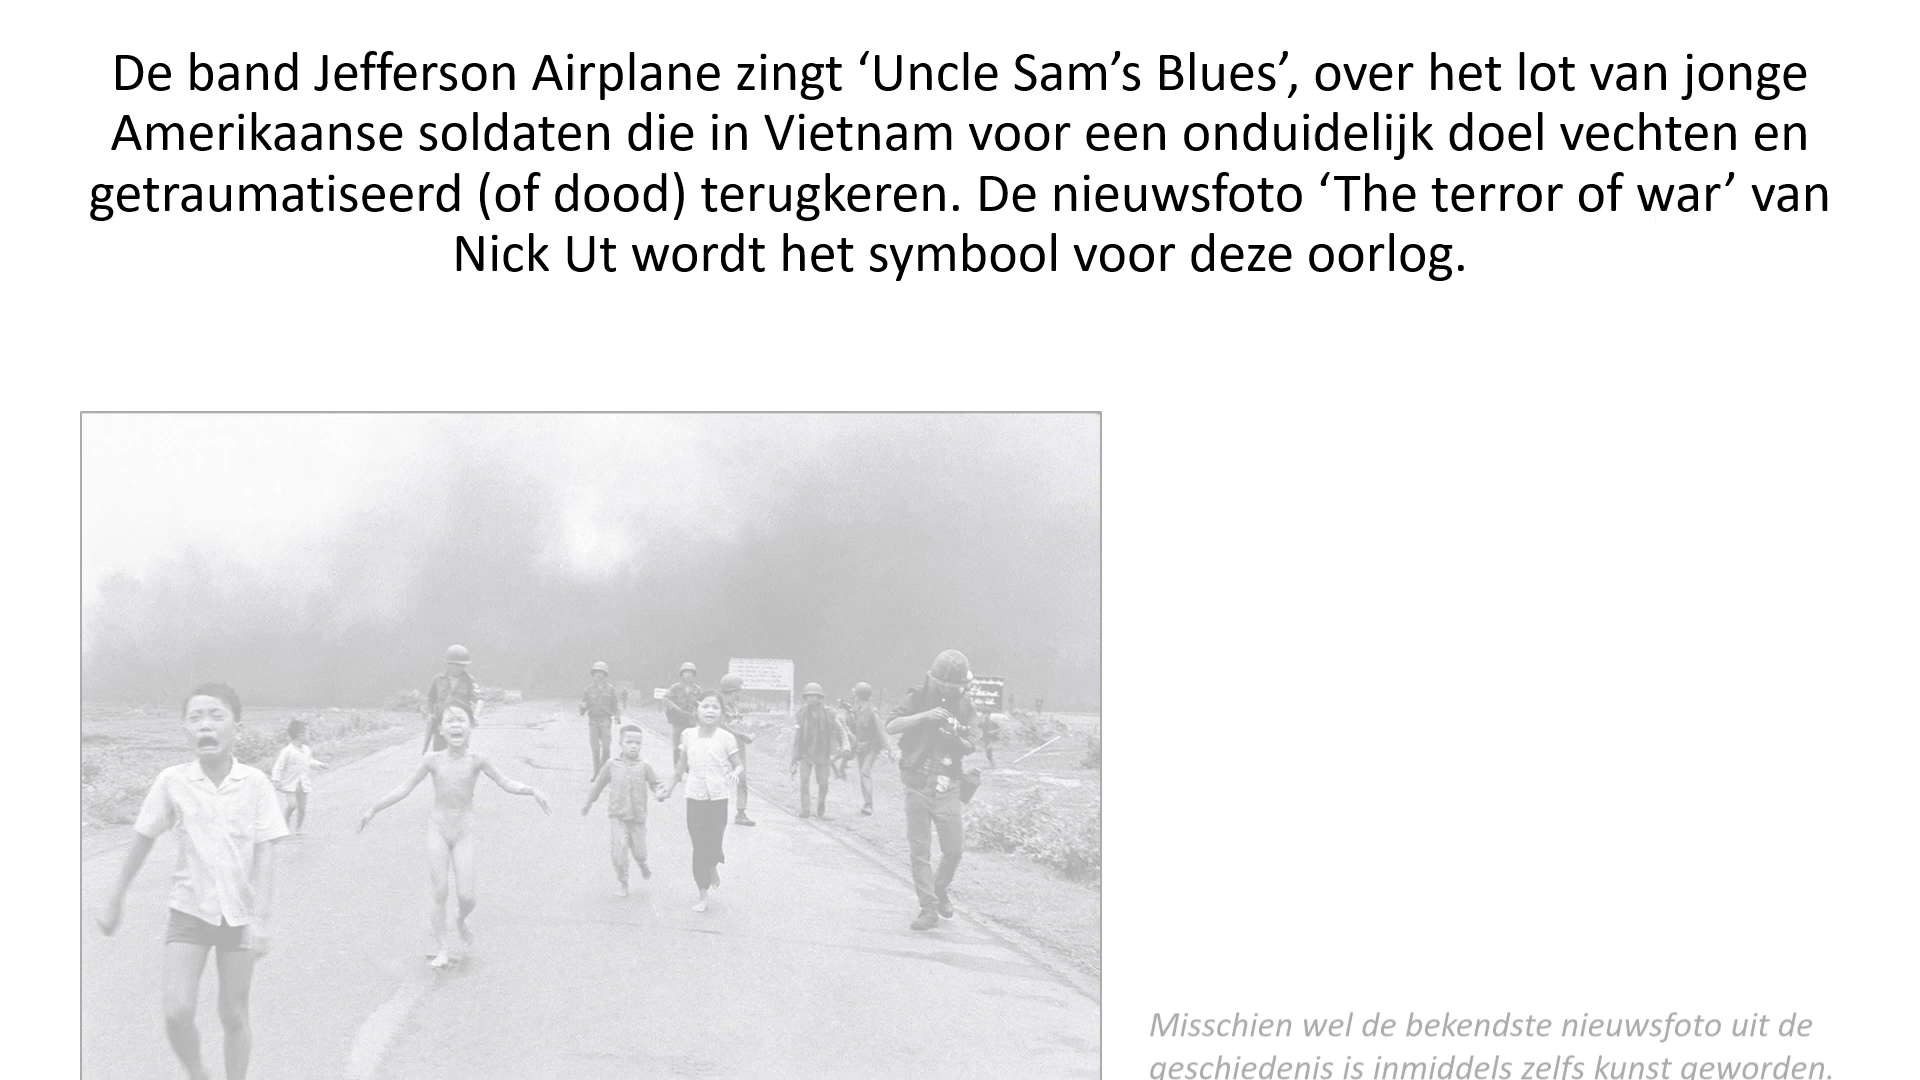 De band Jefferson Airplane zingt ‘Uncle Sam’s Blues’, over het lot van jonge
Amerikaanse soldaten die in Vietnam voor een onduidelijk doel vechten en
getraumatiseerd (of dood) terugkeren. De nieuwsfoto ‘The terror of war’ van
Nick Ut wordt het symbool voor deze oorlog.
Misschien wel de bekendste nieuwsfoto uit de
geschiedenis is inmiddels zelfs kunst geworden.